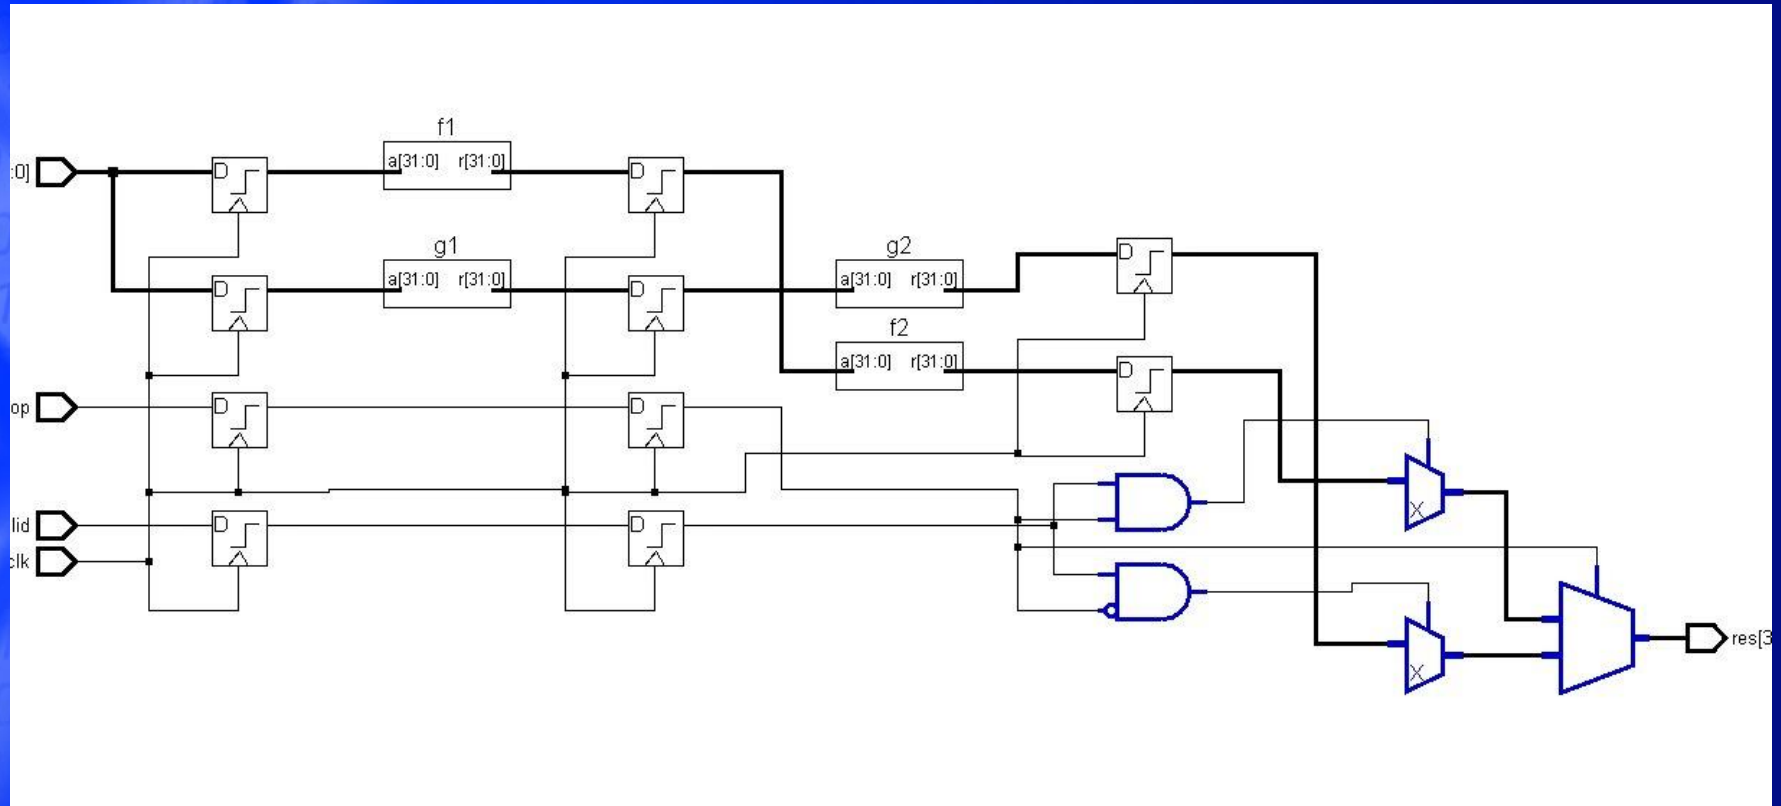 f1
:0]
D
a[31:0] r[31:0]
D
g1
D
a[31:0] r[31:0]
D
g2
a[31:0] r[31:0]
D
f2
a[31:0] r[31:0]
D
op
D
D
lid
D
D
clk
X
X
res[3